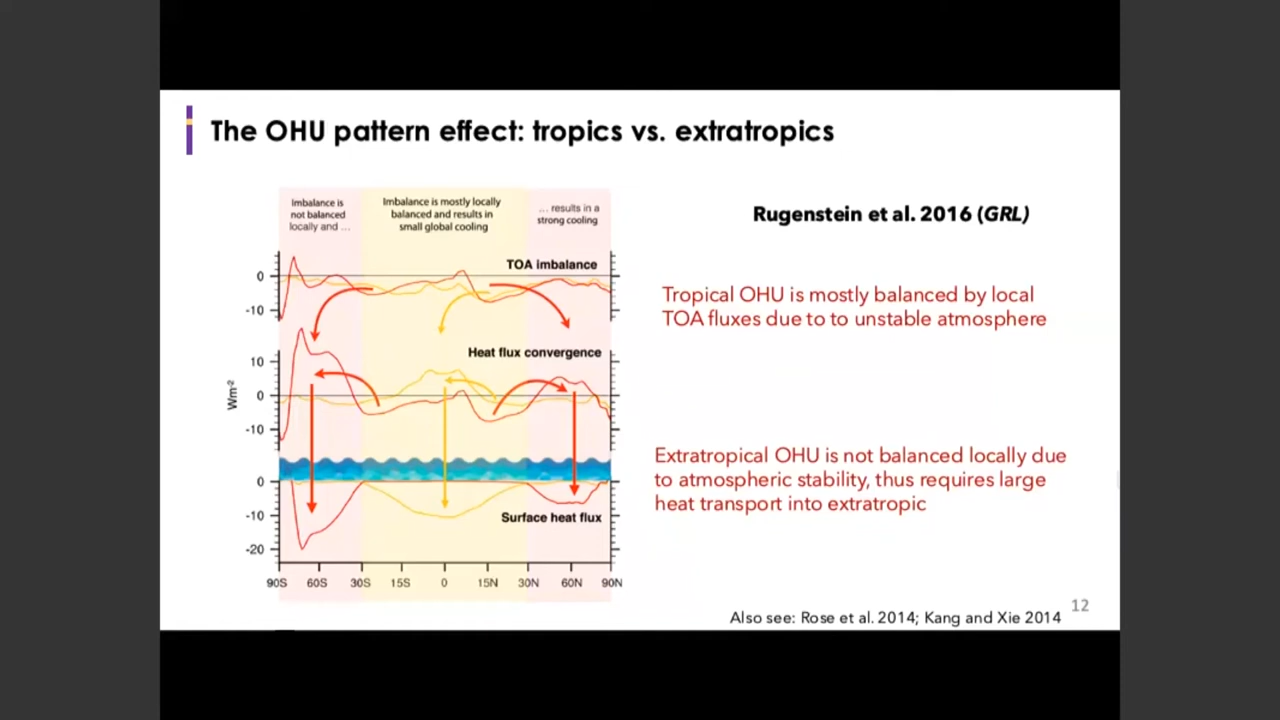 The OHU pattern effect: tropics vs. extratropics
Imbalance is
not balanced
locally and ...
Imbalance is mostly locally
balanced and results in
small global cooling
... results in a
strong cooling
TOA imbalance
0
-10
Heat flux convergence
10
0
-10
Wm-2
0
-10
-20
Surface heat flux
90S 60S 30S 15S 0 15N 30N 60N 90N
Rugenstein et al. 2016 (GRL)
Tropical OHU is mostly balanced by local
TOA fluxes due to to unstable atmosphere
Extratropical OHU is not balanced locally due
to atmospheric stability, thus requires large
heat transport into extratropic
12
Also see: Rose et al. 2014; Kang and Xie 2014